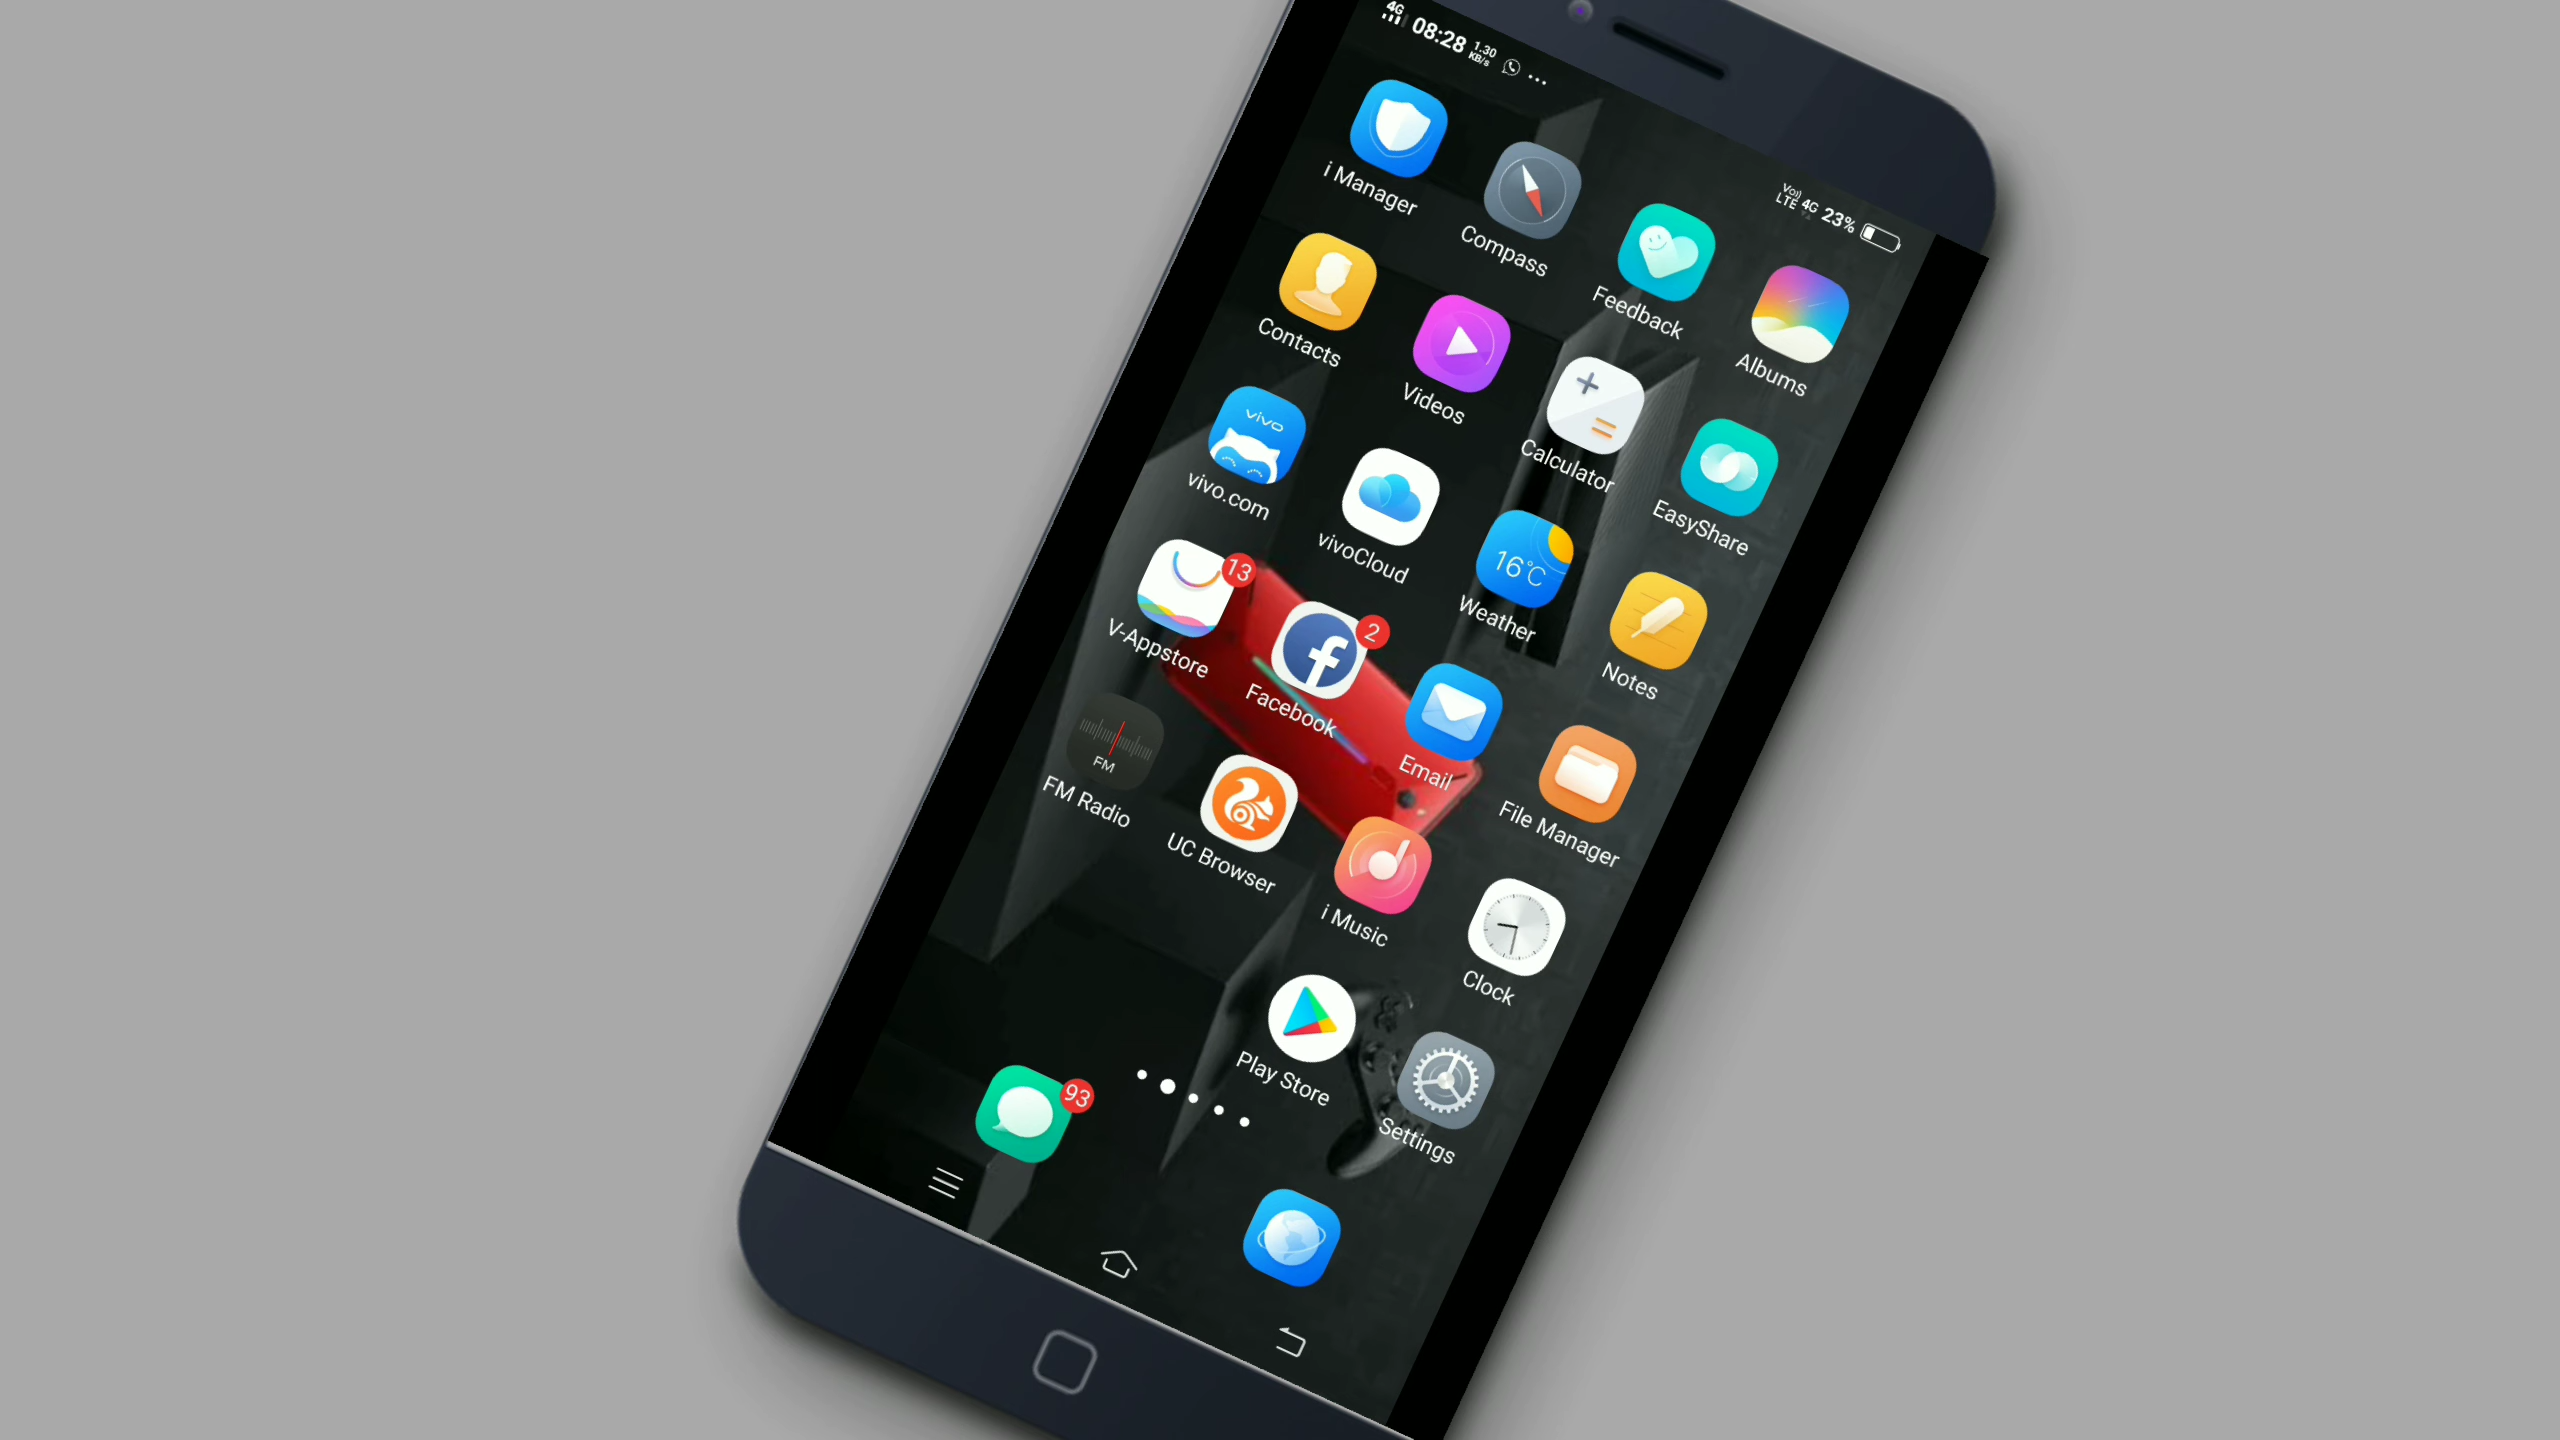 4G 08:28 1.30 KB/s ...
Vo)) LTE 4G 23%
i Manager
Compass
Feedback
Albums
Contacts
Videos
Calculator
EasyShare
vivo
vivo.com
vivoCloud
16°C
Weather
Notes
13
V-Appstore
2
Facebook
Email
File Manager
FM
FM Radio
UC Browser
i Music
Clock
Play Store
Settings
93